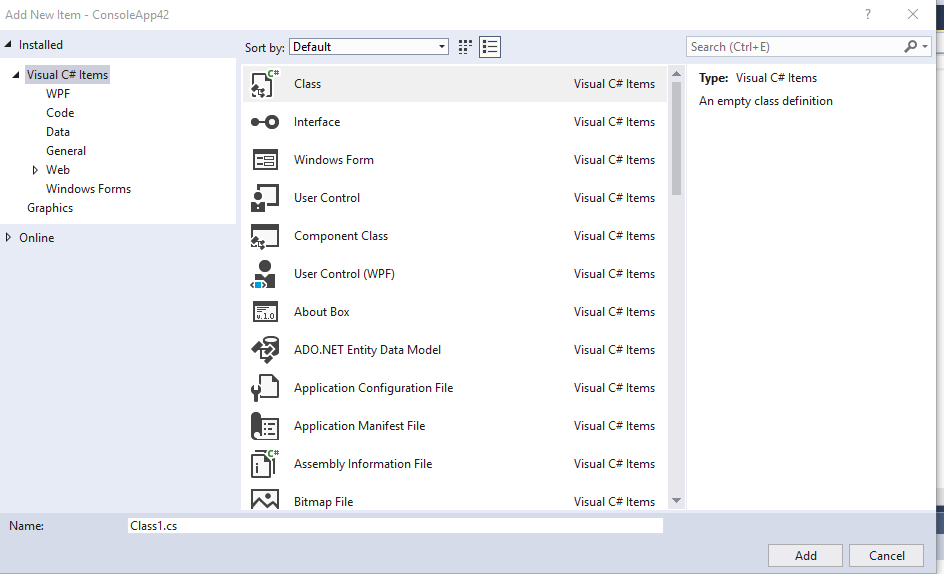 Add New Item - ConsoleApp42
?
Installed
Sort by: Default
Search (Ctrl+E)
Visual C# Items
WPF
Code
Data
General
Web
Windows Forms
Graphics
Online
C# Class Visual C# Items
Interface Visual C# Items
Windows Form Visual C# Items
User Control Visual C# Items
Component Class Visual C# Items
User Control (WPF) Visual C# Items
v.1.0 About Box Visual C# Items
ADO.NET Entity Data Model Visual C# Items
Application Configuration File Visual C# Items
Application Manifest File Visual C# Items
C# Assembly Information File Visual C# Items
Bitmap File Visual C# Items
Type: Visual C# Items
An empty class definition
Name: Class1.cs
Add Cancel